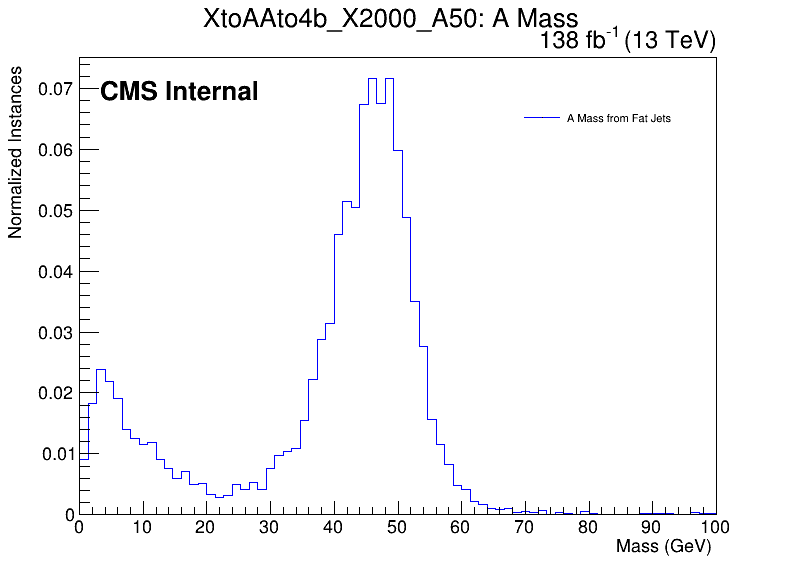 XtoAAto4b_X2000_A50: A Mass
138 fb-1 (13 TeV)
CMS Internal
A Mass from Fat Jets
Normalized Instances
0.07
0.06
0.05
0.04
0.03
0.02
0.01
0
0 10 20 30 40 50 60 70 80 90 100
Mass (GeV)